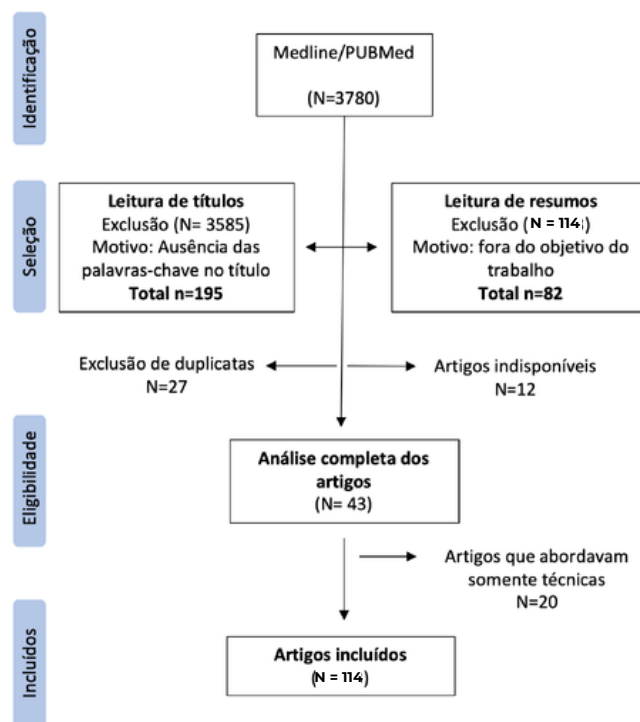 Identificação
Medline/PUBMed
(N=3780)
Seleção
Leitura de títulos
Exclusão (N= 3585)
Motivo: Ausência das
palavras-chave no título
Total n=195
Leitura de resumos
Exclusão (N = 114)
Motivo: fora do objetivo do
trabalho
Total n=82
Exclusão de duplicatas
N=27
Artigos indisponíveis
N=12
Eligibilidade
Análise completa dos
artigos
(N= 43)
Artigos que abordavam
somente técnicas
N=20
Incluídos
Artigos incluídos
(N = 114)